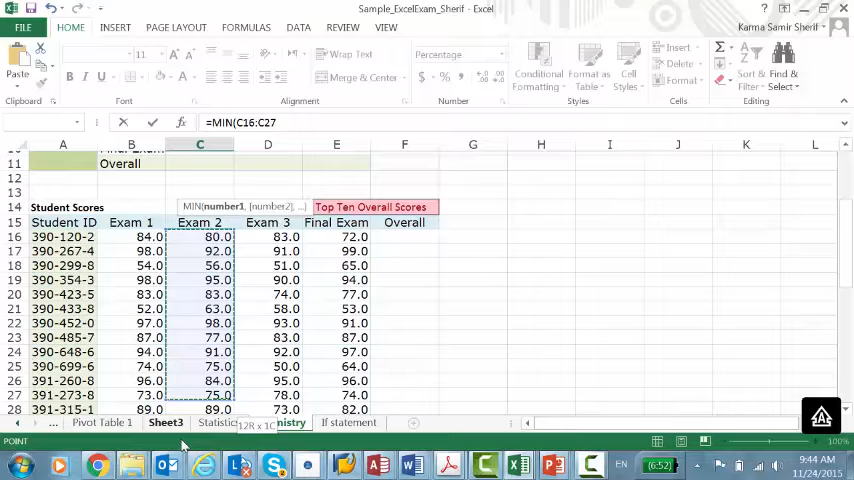 Sample_ExcelExam_Sherif - Excel
FILE HOME INSERT PAGE LAYOUT FORMULAS DATA REVIEW VIEW Karma Samir Sherif
Paste 11 Wrap Text Percentage Conditional Formatting Format as Table Cell Styles Insert Delete Format Sort & Filter Find & Select
B I U Merge & Center $ %
Clipboard Font Alignment Number Styles Cells Editing
=MIN(C16:C27
A B C D E F G H I J K L
11 Overall
12
13
14 Student Scores MIN(number1, [number2], ...) Top Ten Overall Scores
15 Student ID Exam 1 Exam 2 Exam 3 Final Exam Overall
16 390-120-2 84.0 80.0 83.0 72.0
17 390-267-4 98.0 92.0 91.0 99.0
18 390-299-8 54.0 56.0 51.0 65.0
19 390-354-3 98.0 95.0 90.0 94.0
20 390-423-5 83.0 83.0 74.0 77.0
21 390-433-8 52.0 63.0 58.0 53.0
22 390-452-0 97.0 98.0 93.0 91.0
23 390-485-7 87.0 77.0 83.0 87.0
24 390-648-6 94.0 91.0 92.0 97.0
25 390-699-6 74.0 75.0 50.0 64.0
26 391-260-8 96.0 84.0 95.0 96.0
27 391-273-8 73.0 75.0 78.0 74.0
28 391-315-1 89.0 89.0 73.0 82.0
... Pivot Table 1 Sheet3 Statistics 12R x 1C nistry If statement
POINT 100%
EN (6:52) 9:44 AM
11/24/2015